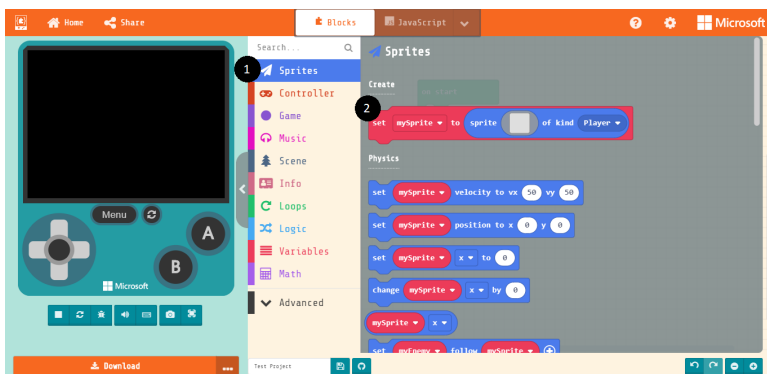 Home Share Blocks JavaScript Microsoft
Search...
1 Sprites
Controller
Game
Music
Scene
Info
Loops
Logic
Variables
Math
Advanced
Sprites
Create
on start
2
set mySprite to sprite of kind Player
Physics
set mySprite velocity to vx 50 vy 50
set mySprite position to x 0 y 0
set mySprite x to 0
change mySprite x by 0
mySprite x
set myEnemy follow mySprite
Menu
A
B
Microsoft
Download
Test Project